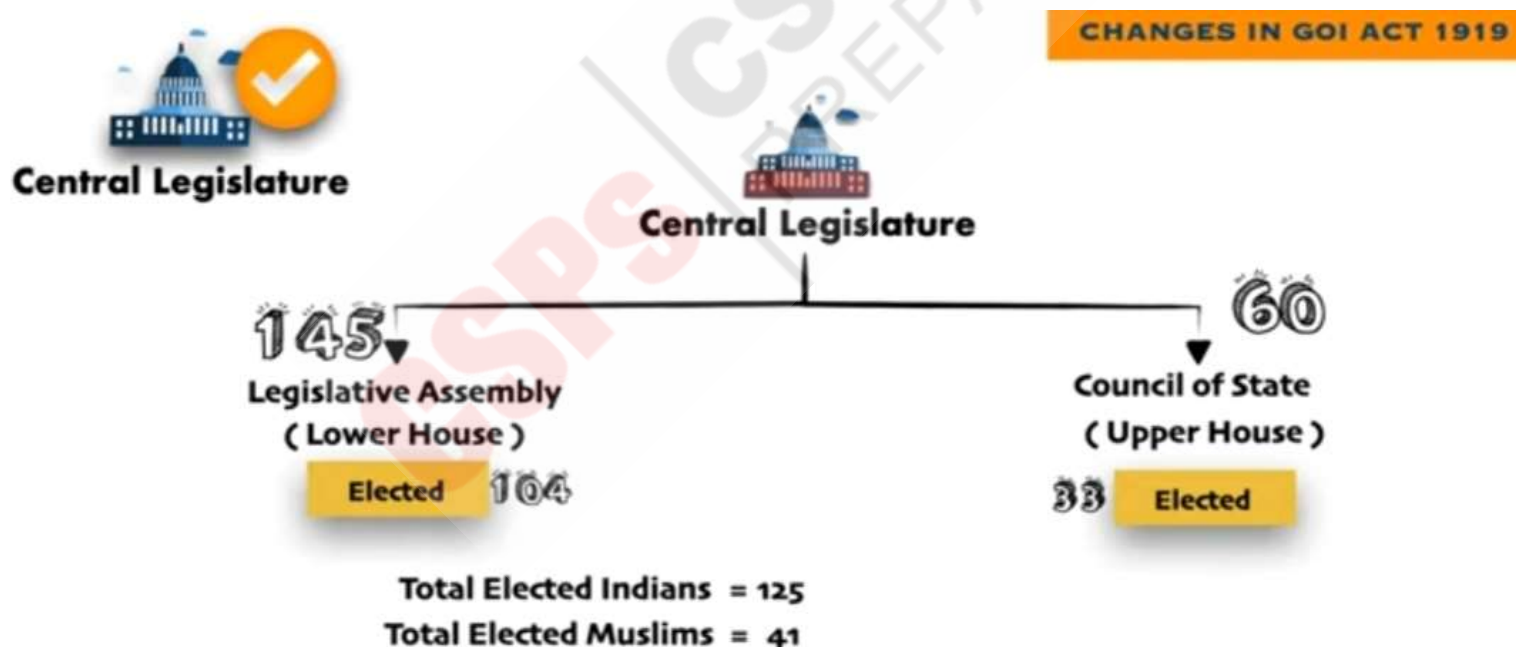 CHANGES IN GOI ACT 1919
Central Legislature
Central Legislature
145
60
Legislative Assembly
( Lower House )
Council of State
( Upper House )
Elected 104
33 Elected
Total Elected Indians = 125
Total Elected Muslims = 41
CSPS